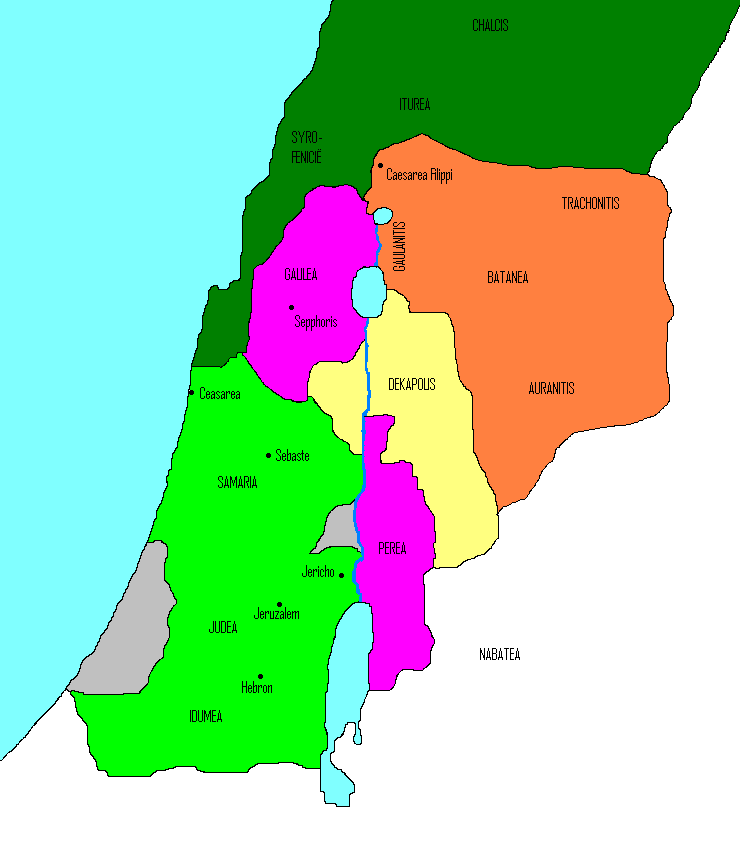 CHALCIS
ITUREA
SYRO-
FENICIË
Caesarea Filippi
TRACHONITIS
GAULANITIS
GALILEA
BATANEA
Sepphoris
DEKAPOLIS
AURANITIS
Ceasarea
Sebaste
SAMARIA
PEREA
Jericho
Jeruzalem
JUDEA
NABATEA
Hebron
IDUMEA